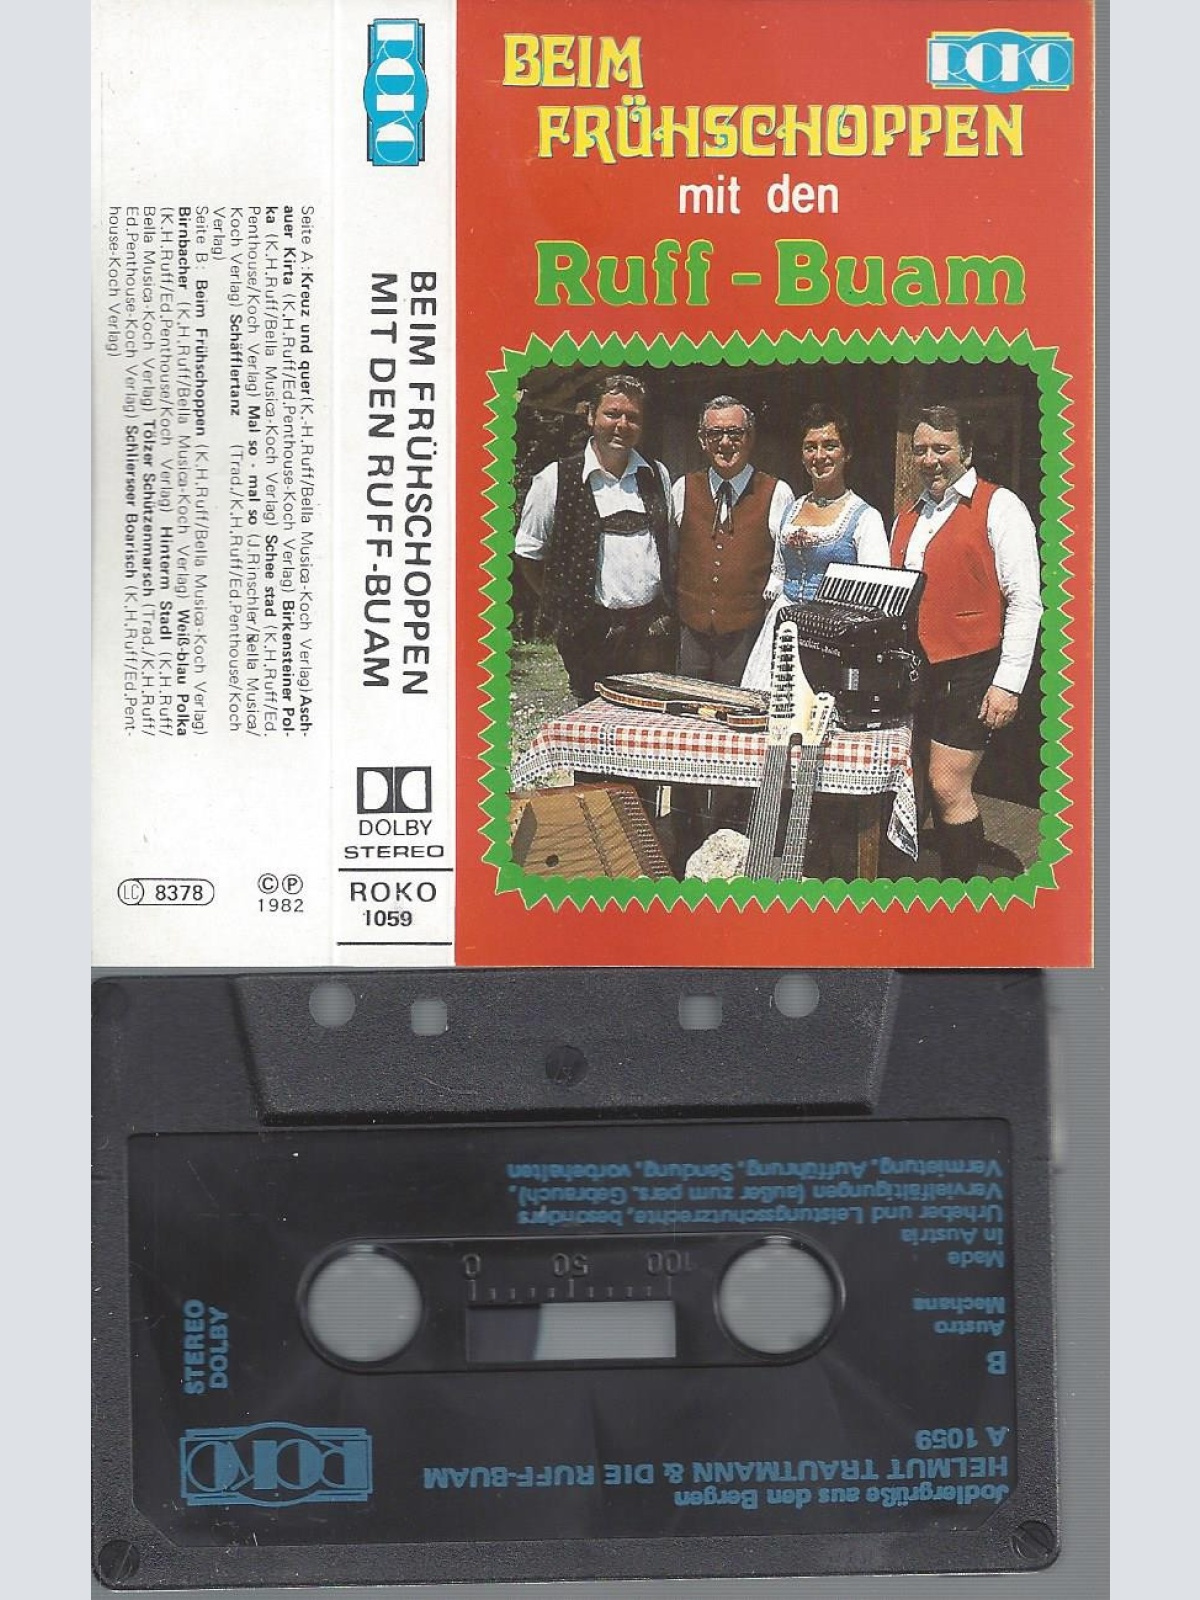 BEIM
FRÜHSCHOPPEN
mit den
Ruff-Buam
ROKO
ROKO
BEIM FRÜHSCHOPPEN
MIT DEN RUFF-BUAM
DOLBY
STEREO
ROKO
1059
Seite A: Kreuz und quer (K.-H.Ruff/Bella Musica-Koch Verlag) Asch-
auer Kirta (K.H.Ruff/Ed.Penthouse-Koch Verlag) Birkensteiner Pol-
ka (K.H.Ruff/Bella Musica-Koch Verlag) Schee stad (K.H.Ruff/Ed.
Penthouse/Koch Verlag) Mal so - mal so (J.Rinschler/Bella Musica/
Koch Verlag) Schäfflertanz (Trad./K.H.Ruff/Ed.Penthouse/Koch
Verlag)
Seite B: Beim Frühschoppen (K.H.Ruff/Bella Musica-Koch Verlag)
Birnbacher (K.H.Ruff/Bella Musica-Koch Verlag) Weiß-blau Polka
(K.H.Ruff/Ed.Penthouse/Koch Verlag) Hinterm Stadl (K.H.Ruff/
Bella Musica-Koch Verlag) Tölzer Schützenmarsch (Trad./K.H.Ruff/
Ed.Penthouse-Koch Verlag) Schlierseer Boarisch (K.H.Ruff/Ed.Pent-
house-Koch Verlag)
LC 8378
© ℗
1982
Jodlergrüße aus den Bergen
HELMUT TRAUTMANN & DIE RUFF-BUAM
A 1059
ROKO
B
Austro
Mechana
Made
in Austria
STEREO
DOLBY
0 50 100
Urheber und Leistungsschutzrechte, besonders
Vervielfältigungen (außer zum pers. Gebrauch),
Vermietung, Aufführung, Sendung, vorbehalten